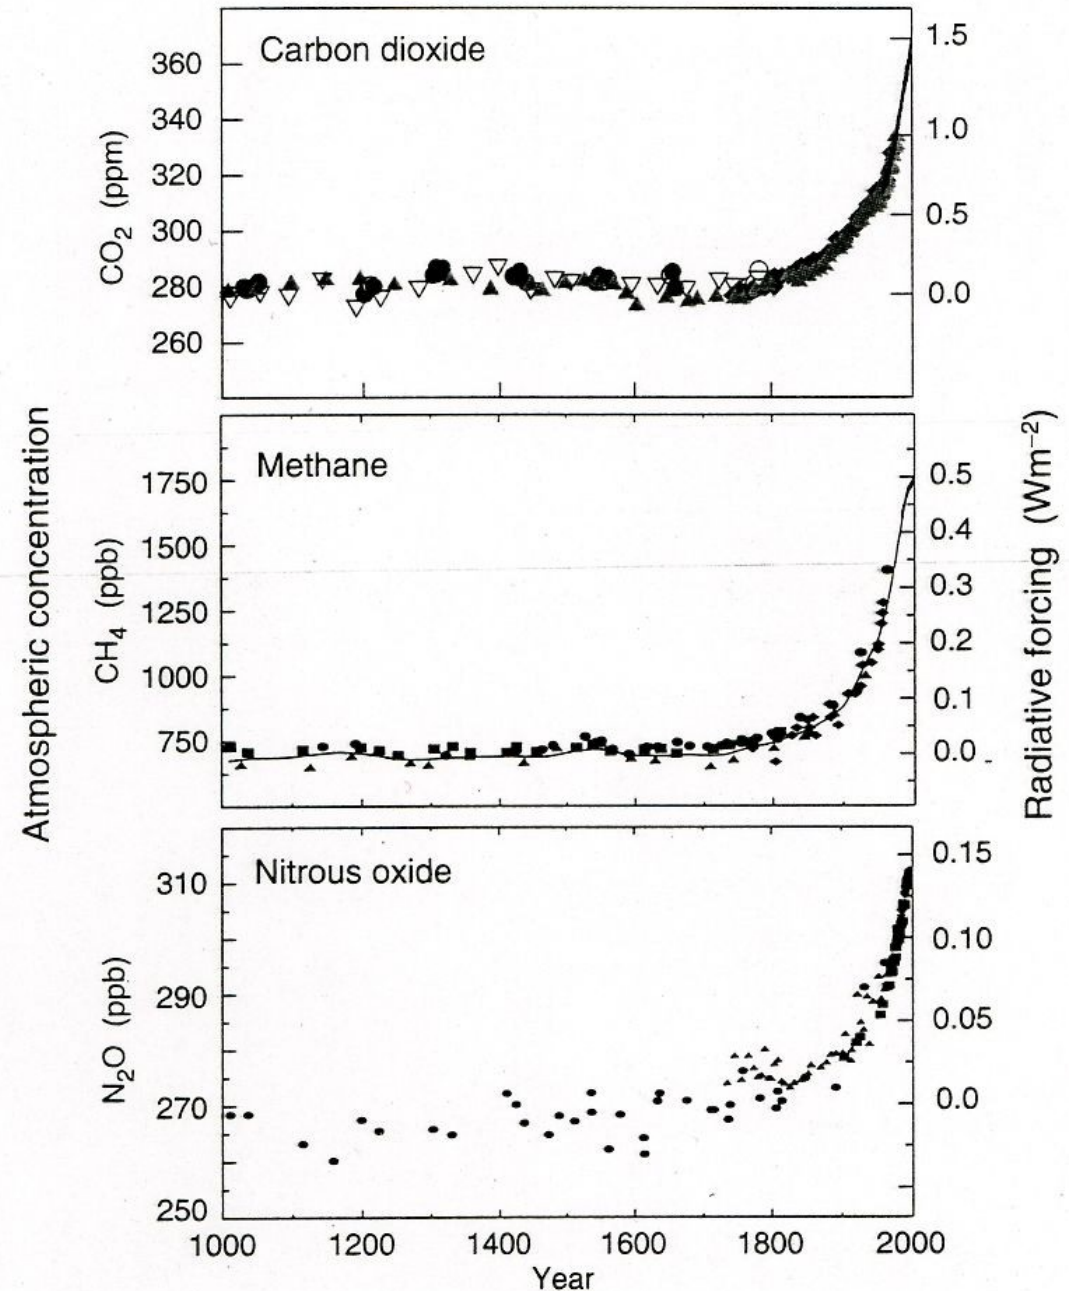 Carbon dioxide
360
340
320
300
280
260
CO₂ (ppm)
1.5
1.0
0.5
0.0
Methane
1750
1500
1250
1000
750
CH₄ (ppb)
0.5
0.4
0.3
0.2
0.1
0.0
Nitrous oxide
310
290
270
250
N₂O (ppb)
0.15
0.10
0.05
0.0
Atmospheric concentration
Radiative forcing (Wm⁻²)
1000 1200 1400 1600 1800 2000
Year